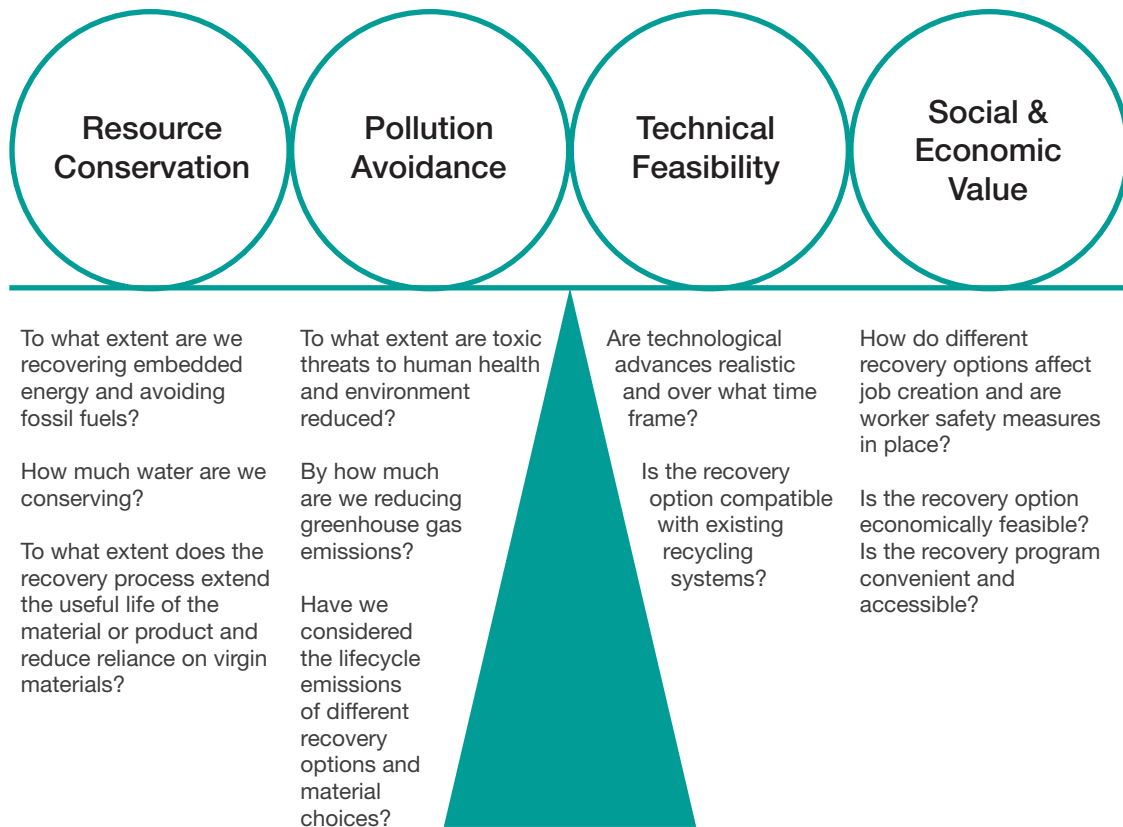 Resource
Conservation
Pollution
Avoidance
Technical
Feasibility
Social &
Economic
Value
To what extent are we
recovering embedded
energy and avoiding
fossil fuels?
How much water are we
conserving?
To what extent does the
recovery process extend
the useful life of the
material or product and
reduce reliance on virgin
materials?
To what extent are toxic
threats to human health
and environment
reduced?
By how much
are we reducing
greenhouse gas
emissions?
Have we
considered
the lifecycle
emissions
of different
recovery
options and
material
choices?
Are technological
advances realistic
and over what time
frame?
Is the recovery
option compatible
with existing
recycling
systems?
How do different
recovery options affect
job creation and are
worker safety measures
in place?
Is the recovery option
economically feasible?
Is the recovery program
convenient and
accessible?